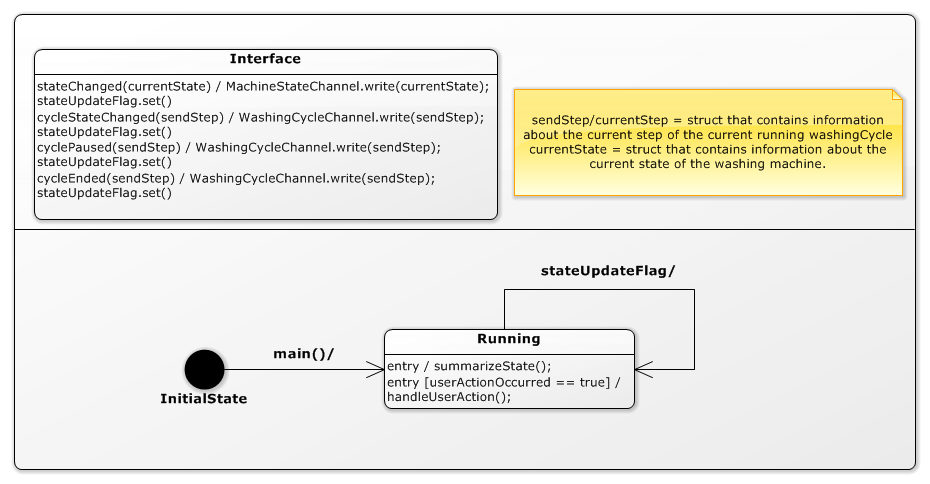 Interface
stateChanged(currentState) / MachineStateChannel.write(currentState);
stateUpdateFlag.set()
cycleStateChanged(sendStep) / WashingCycleChannel.write(sendStep);
stateUpdateFlag.set()
cyclePaused(sendStep) / WashingCycleChannel.write(sendStep);
stateUpdateFlag.set()
cycleEnded(sendStep) / WashingCycleChannel.write(sendStep);
stateUpdateFlag.set()
sendStep/currentStep = struct that contains information
about the current step of the current running washingCycle
currentState = struct that contains information about the
current state of the washing machine.
stateUpdateFlag/
main()/
InitialState
Running
entry / summarizeState();
entry [userActionOccurred == true] /
handleUserAction();